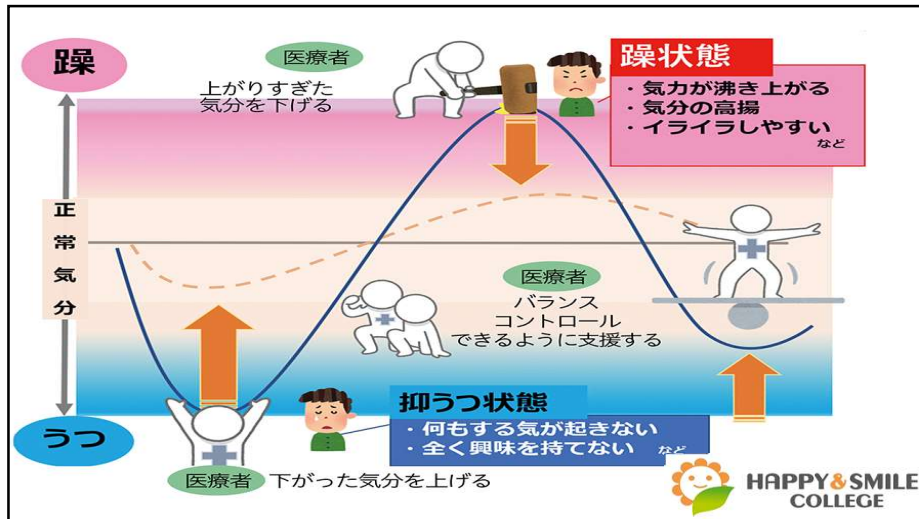 躁
正常気分
うつ
医療者
上がりすぎた
気分を下げる
躁状態
・気力が沸き上がる
・気分の高揚
・イライラしやすい
など
医療者
バランス
コントロール
できるように支援する
抑うつ状態
・何もする気が起きない
・全く興味を持てない など
医療者 下がった気分を上げる
HAPPY&SMILE
COLLEGE